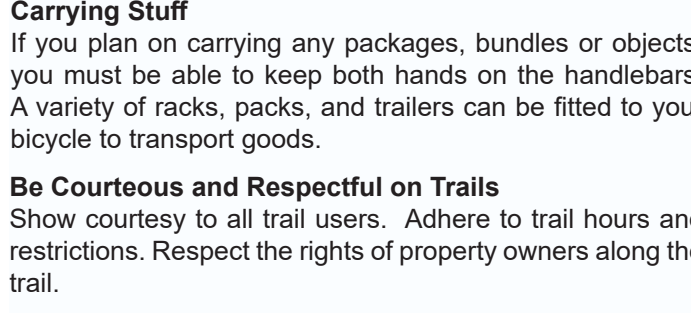 Carrying Stuff
If you plan on carrying any packages, bundles or objects
you must be able to keep both hands on the handlebars
A variety of racks, packs, and trailers can be fitted to you
bicycle to transport goods.
Be Courteous and Respectful on Trails
Show courtesy to all trail users.  Adhere to trail hours and
restrictions. Respect the rights of property owners along the
trail.